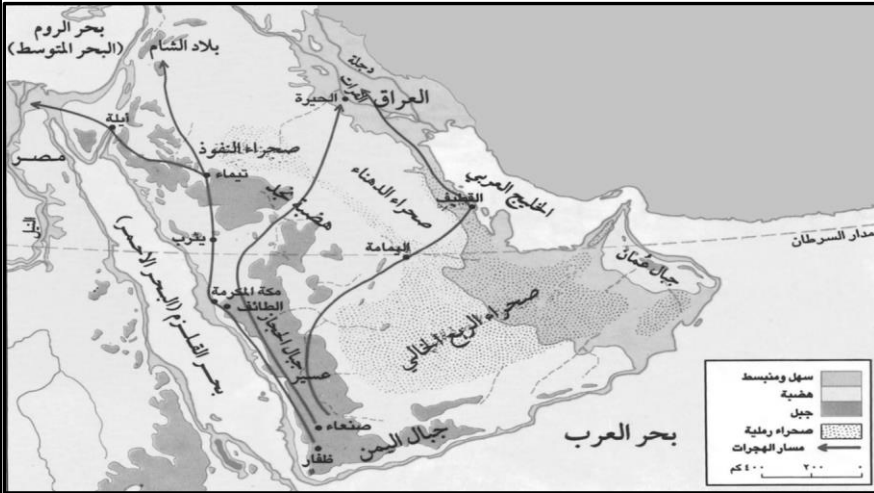 بحر الروم
(البحر المتوسط)
بلاد الشام
دجلة
الفرات
العراق
الحيرة
أيلة
مصر
صحراء النفوذ
تيماء
هضبة نجد
صحراء الدهناء
الخليج العربي
القطيف
النيل
يثرب
اليمامة
مدار السرطان
جبال عُمان
مكة المكرمة
الطائف
بحر القلزم (البحر الأحمر)
جبال الحجاز
عسير
صحراء الربع الخالي
صنعاء
ظفار
جبال اليمن
بحر العرب
سهل ومنبسط
هضبة
جبل
صحراء رملية
مسار الهجرات
٠ ٢٠٠ ٤٠٠ كم